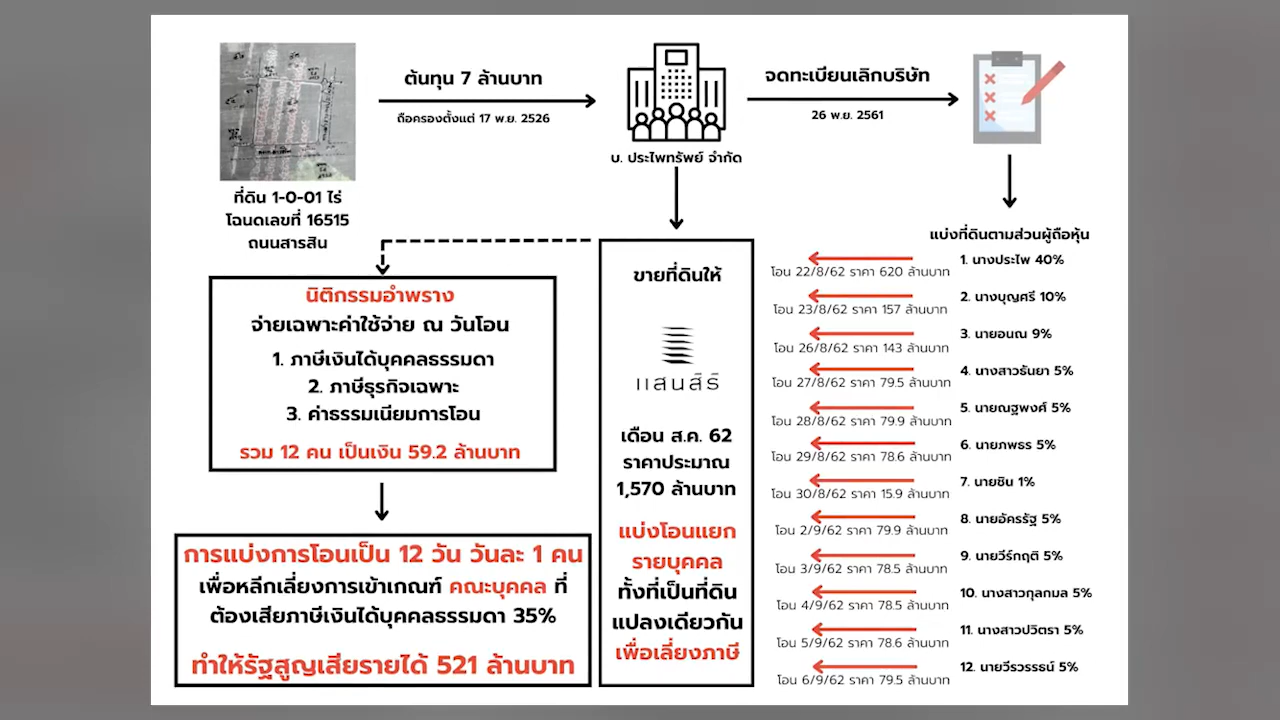 ต้นทุน 7 ล้านบาท
ถือครองตั้งแต่ 17 พ.ย. 2526
จดทะเบียนเลิกบริษัท
26 พ.ย. 2561
บ. ประไพทรัพย์ จำกัด
ที่ดิน 1-0-01 ไร่
โฉนดเลขที่ 16515
ถนนสารสิน
นิติกรรมอำพราง
จ่ายเฉพาะค่าใช้จ่าย ณ วันโอน
1. ภาษีเงินได้บุคคลธรรมดา
2. ภาษีธุรกิจเฉพาะ
3. ค่าธรรมเนียมการโอน
รวม 12 คน เป็นเงิน 59.2 ล้านบาท
การแบ่งการโอนเป็น 12 วัน วันละ 1 คน
เพื่อหลีกเลี่ยงการเข้าเกณฑ์ คณะบุคคล ที่
ต้องเสียภาษีเงินได้บุคคลธรรมดา 35%
ทำให้รัฐสูญเสียรายได้ 521 ล้านบาท
ขายที่ดินให้
แสนสิริ
เดือน ส.ค. 62
ราคาประมาณ
1,570 ล้านบาท
แบ่งโอนแยก
รายบุคคล
ทั้งที่เป็นที่ดิน
แปลงเดียวกัน
เพื่อเลี่ยงภาษี
แบ่งที่ดินตามส่วนผู้ถือหุ้น
1. นางประไพ 40%
โอน 22/8/62 ราคา 620 ล้านบาท
2. นางบุญศรี 10%
โอน 23/8/62 ราคา 157 ล้านบาท
3. นายอนณ 9%
โอน 26/8/62 ราคา 143 ล้านบาท
4. นางสาวธันยา 5%
โอน 27/8/62 ราคา 79.5 ล้านบาท
5. นายณฐพงศ์ 5%
โอน 28/8/62 ราคา 79.9 ล้านบาท
6. นายภพธร 5%
โอน 29/8/62 ราคา 78.6 ล้านบาท
7. นายชิน 1%
โอน 30/8/62 ราคา 15.9 ล้านบาท
8. นายอัครรัฐ 5%
โอน 2/9/62 ราคา 79.9 ล้านบาท
9. นายวีร์กฤติ 5%
โอน 3/9/62 ราคา 78.5 ล้านบาท
10. นางสาวกุลกมล 5%
โอน 4/9/62 ราคา 78.5 ล้านบาท
11. นางสาวปวิตรา 5%
โอน 5/9/62 ราคา 78.6 ล้านบาท
12. นายวีรวรรธน์ 5%
โอน 6/9/62 ราคา 79.5 ล้านบาท